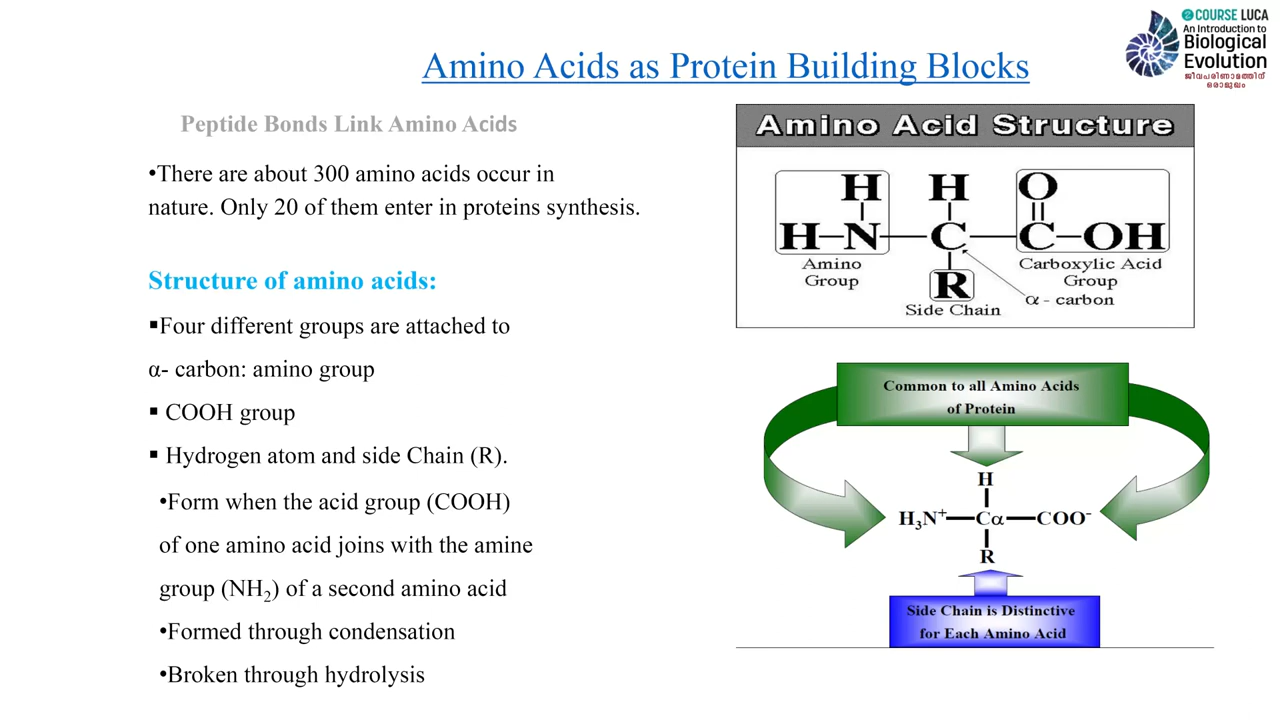 COURSE LUCA
An Introduction to
Biological
Evolution
ജീവപരിണാമത്തിന്
ഒരാമുഖം
Amino Acids as Protein Building Blocks
Peptide Bonds Link Amino Acids
•There are about 300 amino acids occur in
nature. Only 20 of them enter in proteins synthesis.
Structure of amino acids:
▪Four different groups are attached to
α- carbon: amino group
▪ COOH group
▪ Hydrogen atom and side Chain (R).
•Form when the acid group (COOH)
of one amino acid joins with the amine
group (NH₂) of a second amino acid
•Formed through condensation
•Broken through hydrolysis
Amino Acid Structure
H H O
H—N—C—C—OH
Amino
Group
Carboxylic Acid
Group
R
α - carbon
Side Chain
Common to all Amino Acids
of Protein
H
H₃N⁺—Cα—COO⁻
R
Side Chain is Distinctive
for Each Amino Acid